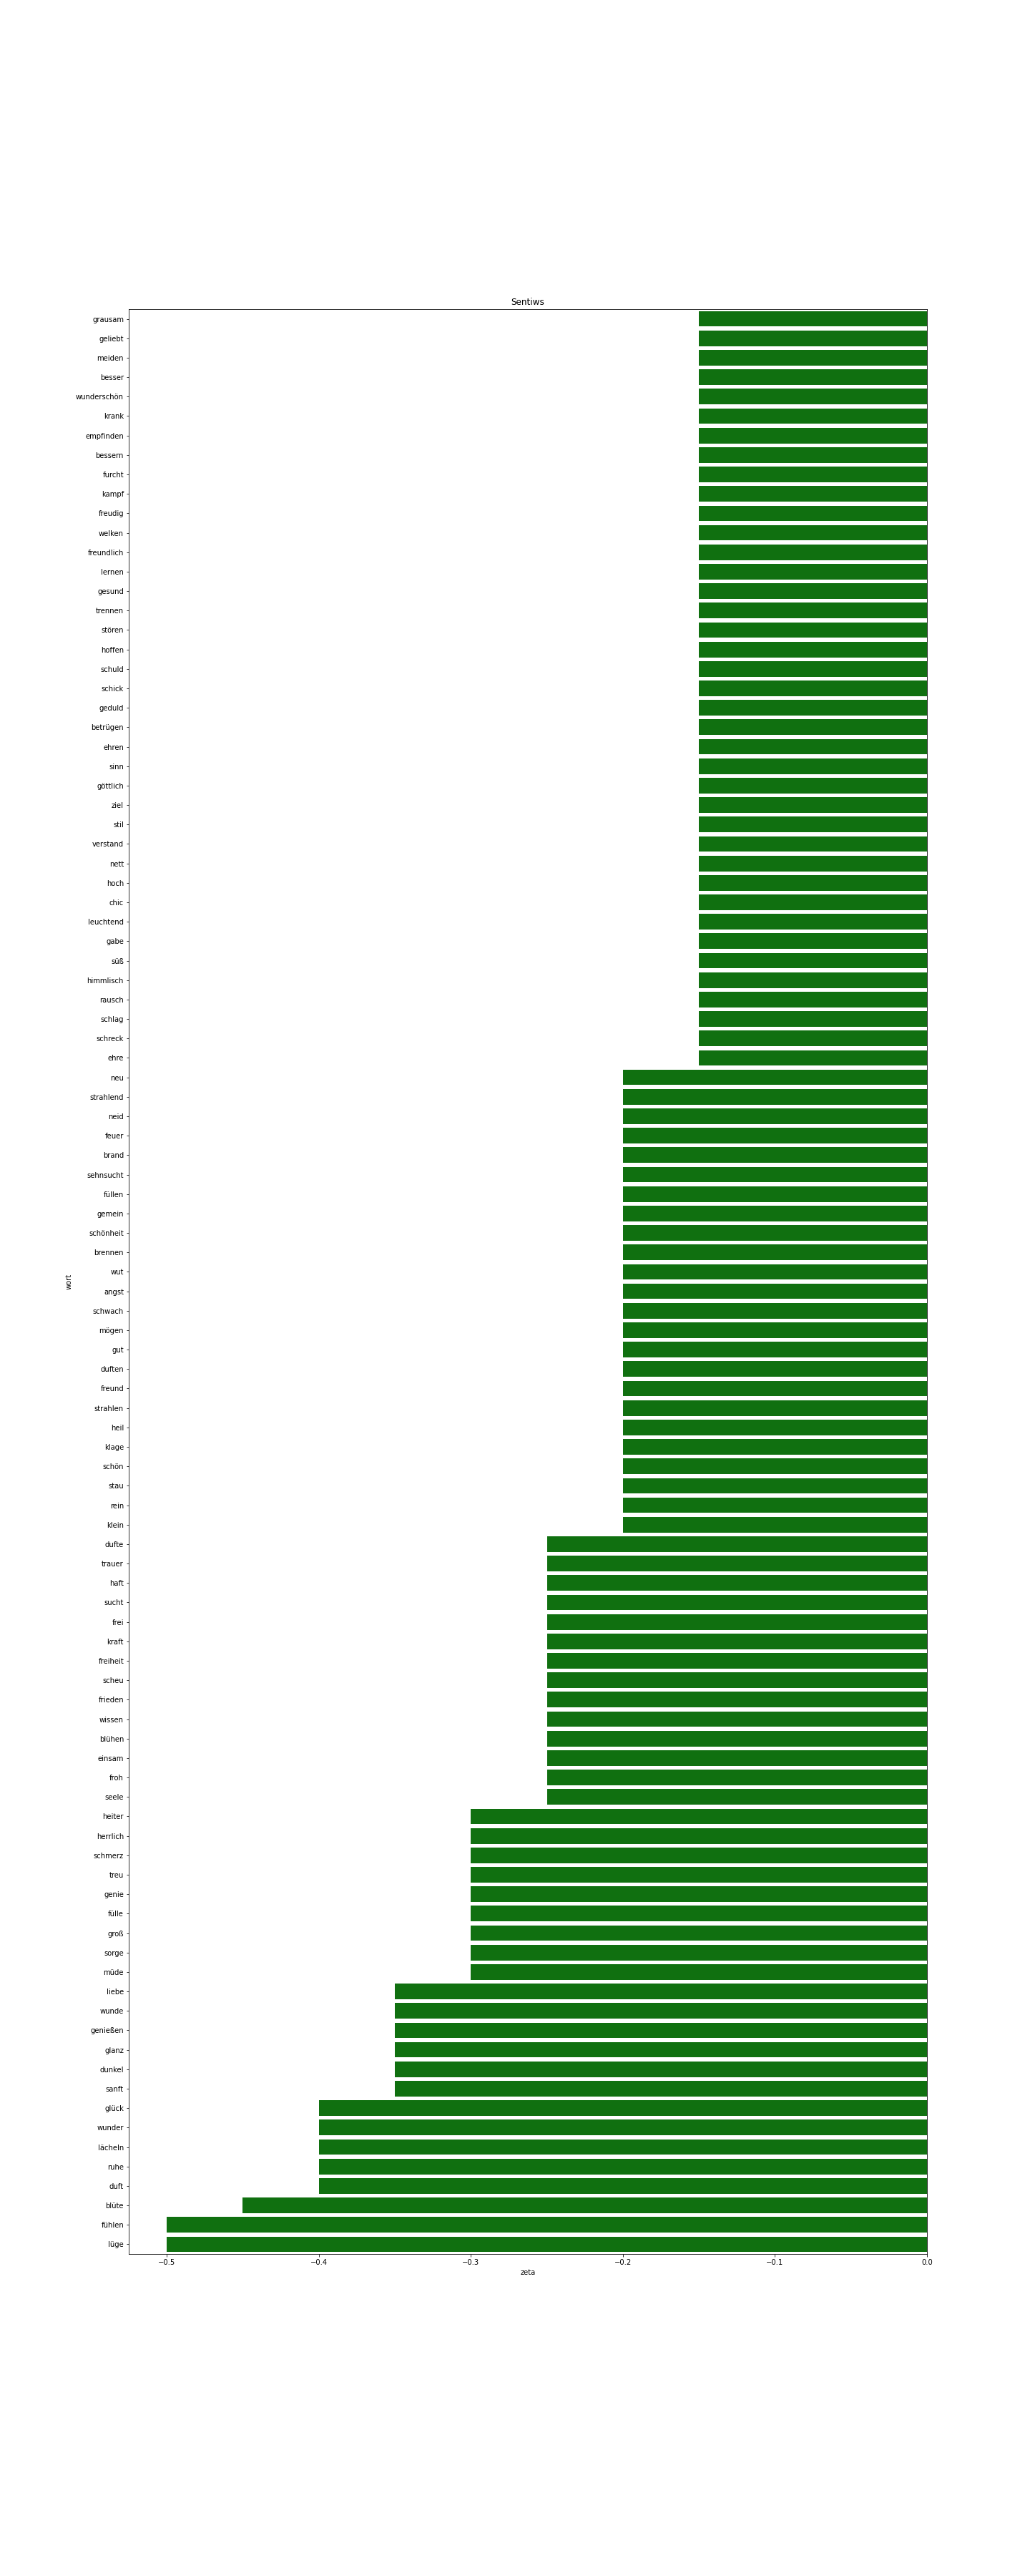 Sentiws
grausam
geliebt
meiden
besser
wunderschön
krank
empfinden
bessern
furcht
kampf
freudig
welken
freundlich
lernen
gesund
trennen
stören
hoffen
schuld
schick
geduld
betrügen
ehren
sinn
göttlich
ziel
stil
verstand
nett
hoch
chic
leuchtend
gabe
süß
himmlisch
rausch
schlag
schreck
ehre
neu
strahlend
neid
feuer
brand
sehnsucht
füllen
gemein
schönheit
brennen
wut
angst
schwach
mögen
gut
duften
freund
strahlen
heil
klage
schön
stau
rein
klein
dufte
trauer
haft
sucht
frei
kraft
freiheit
scheu
frieden
wissen
blühen
einsam
froh
seele
heiter
herrlich
schmerz
treu
genie
fülle
groß
sorge
müde
liebe
wunde
genießen
glanz
dunkel
sanft
glück
wunder
lächeln
ruhe
duft
blüte
fühlen
lüge
wort
−0.5 −0.4 −0.3 −0.2 −0.1 0.0
zeta